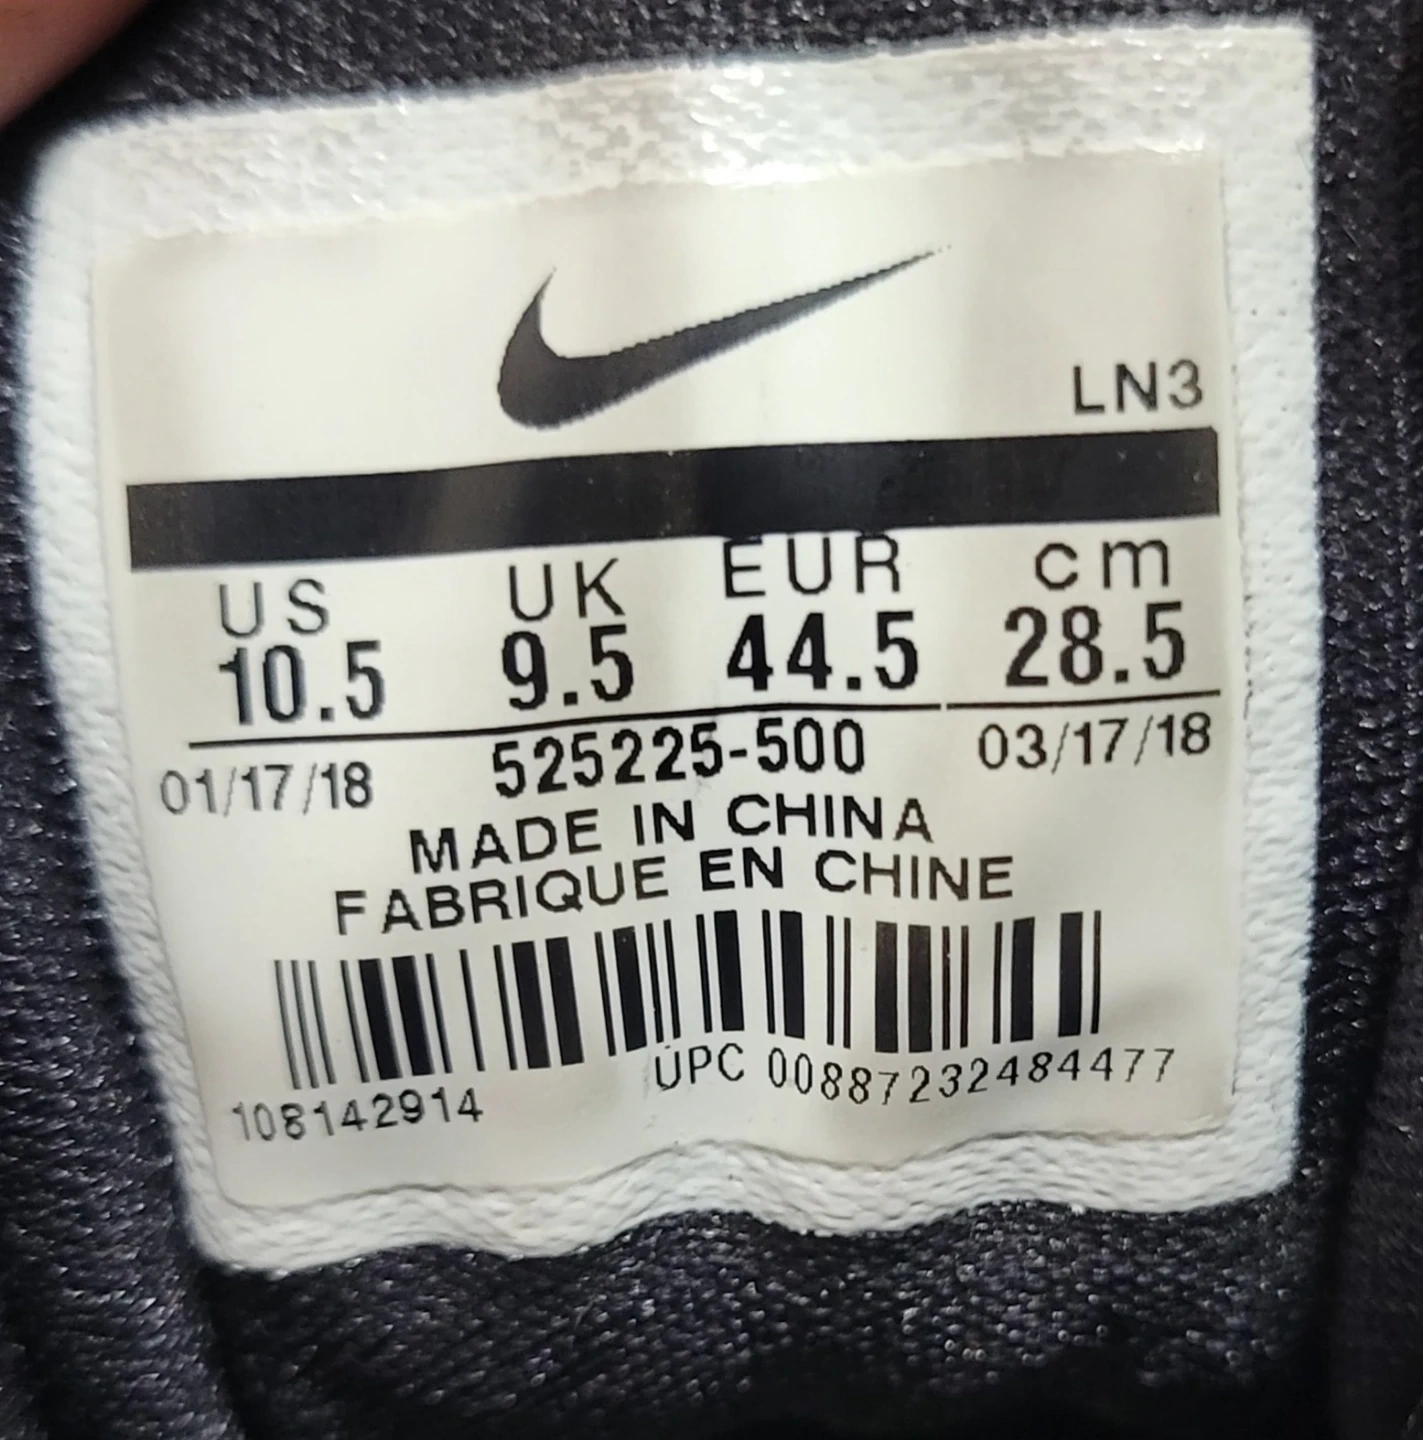 LN3
US UK EUR cm
10.5 9.5 44.5 28.5
01/17/18 525225-500 03/17/18
MADE IN CHINA
FABRIQUE EN CHINE
108142914 UPC 00887232484477